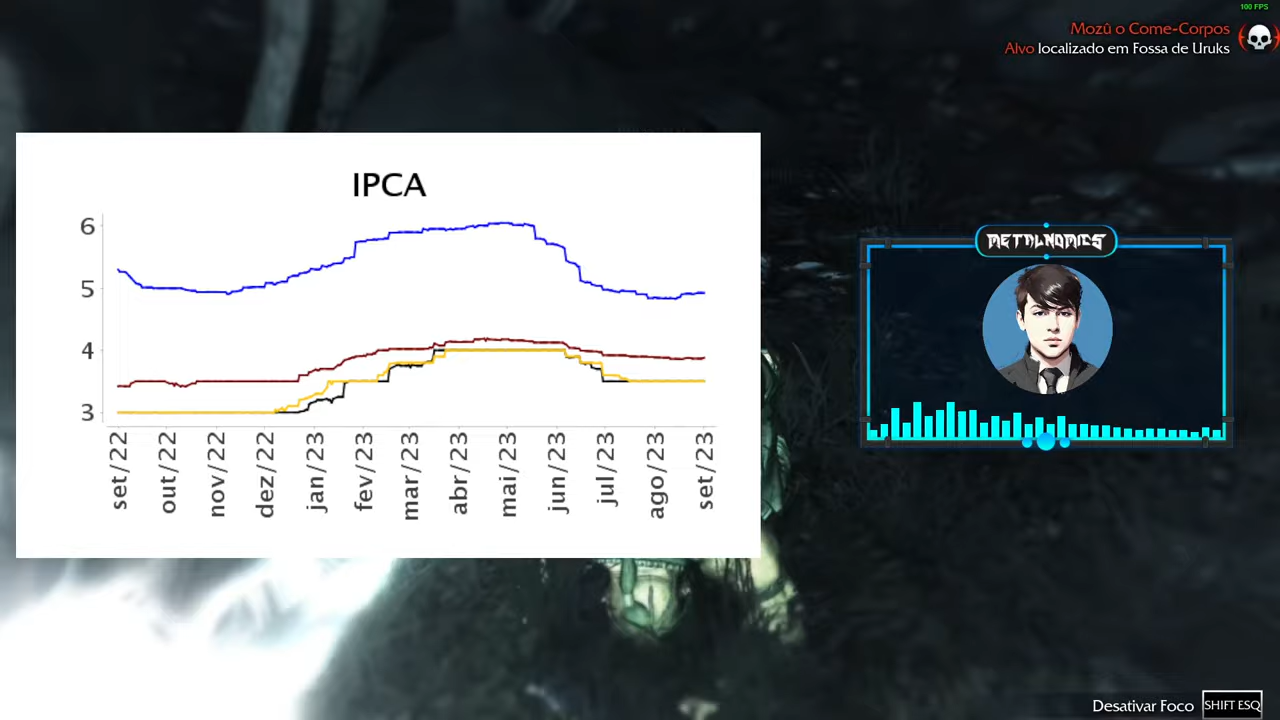 100 FPS
Mozû o Come-Corpos
Alvo localizado em Fossa de Uruks
IPCA
6
5
4
3
set/22
out/22
nov/22
dez/22
jan/23
fev/23
mar/23
abr/23
mai/23
jun/23
jul/23
ago/23
set/23
METALNOMICS
Desativar Foco SHIFT ESQ